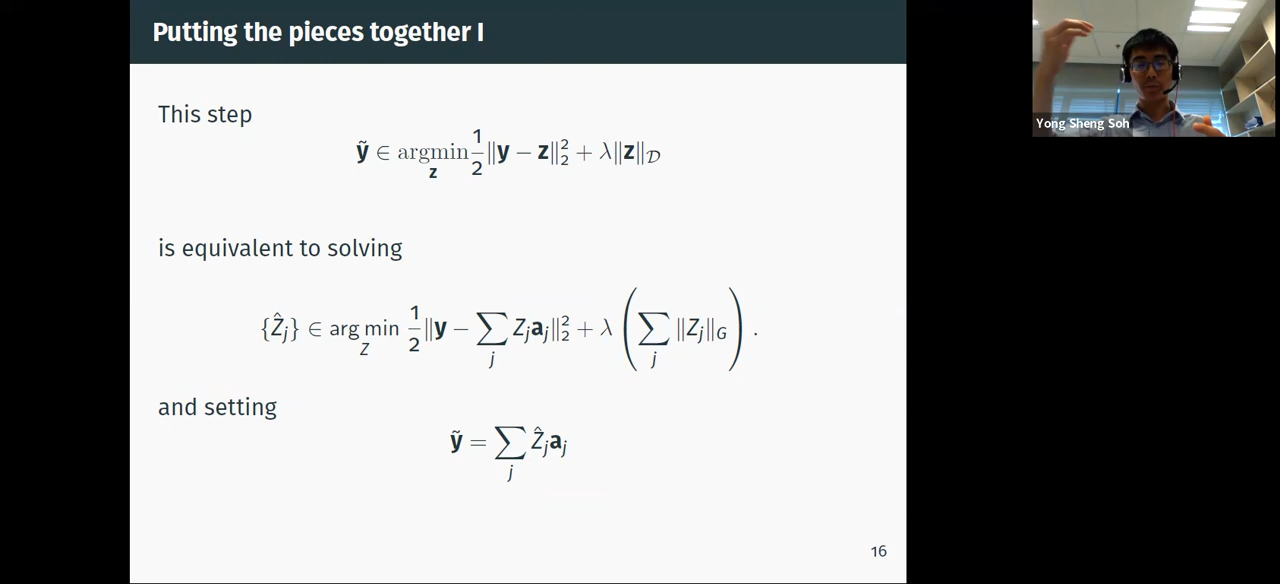 Putting the pieces together I
This step
ỹ ∈ argmin_z 1/2 ‖y − z‖₂² + λ‖z‖_𝒟
is equivalent to solving
{Ẑ_j} ∈ arg min_Z 1/2 ‖y − ∑_j Z_j a_j‖₂² + λ (∑_j ‖Z_j‖_G) .
and setting
ỹ = ∑_j Ẑ_j a_j
16
Yong Sheng Soh